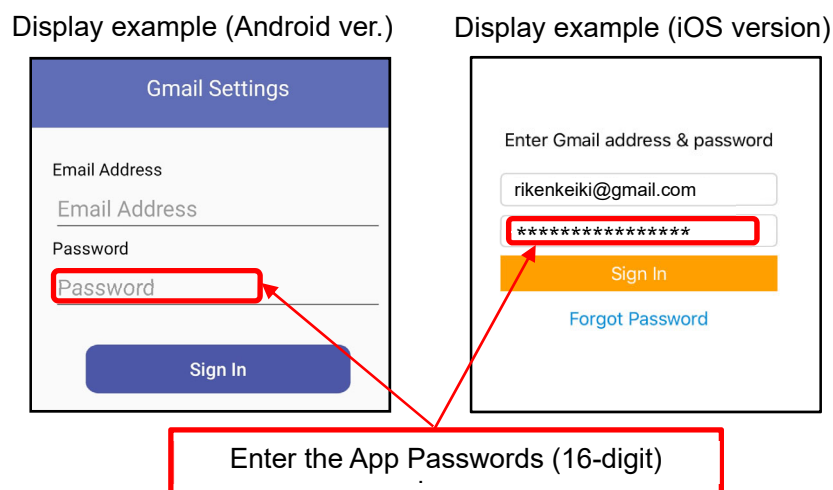 Display example (Android ver.)
Gmail Settings
Email Address
Email Address
Password
Password
Sign In
Display example (iOS version)
Enter Gmail address & password
rikenkeiki@gmail.com
****************
Sign In
Forgot Password
Enter the App Passwords (16-digit)